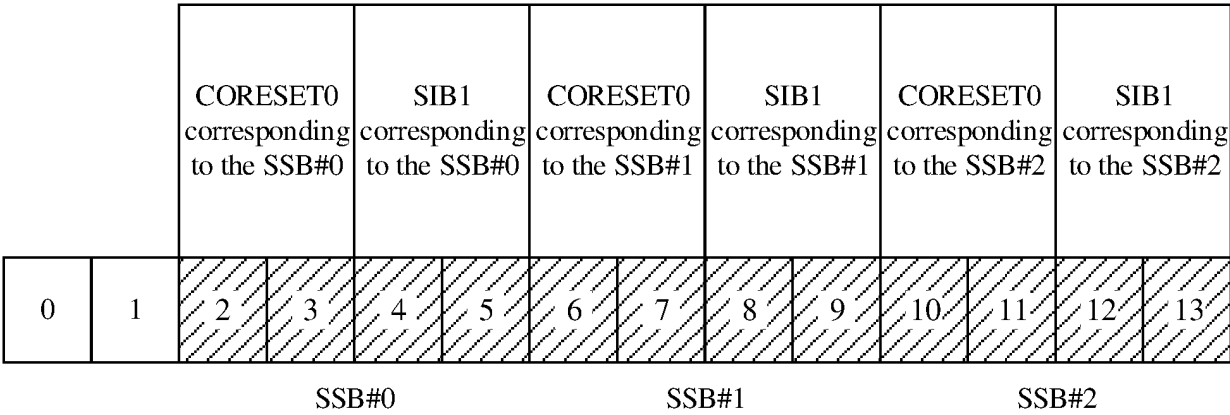 CORESET0
corresponding
to the SSB#0
SIB1
corresponding
to the SSB#0
CORESET0
corresponding
to the SSB#1
SIB1
corresponding
to the SSB#1
CORESET0
corresponding
to the SSB#2
SIB1
corresponding
to the SSB#2
0 1 2 3 4 5 6 7 8 9 10 11 12 13
SSB#0 SSB#1 SSB#2